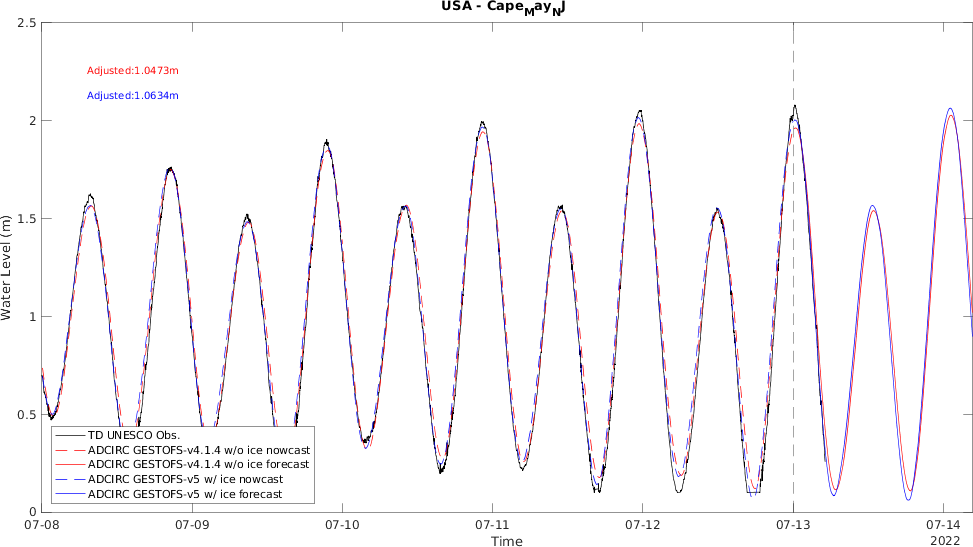 USA - Cape_May_NJ
2.5
2
1.5
1
0.5
0
Water Level (m)
Adjusted:1.0473m
Adjusted:1.0634m
TD UNESCO Obs.
ADCIRC GESTOFS-v4.1.4 w/o ice nowcast
ADCIRC GESTOFS-v4.1.4 w/o ice forecast
ADCIRC GESTOFS-v5 w/ ice nowcast
ADCIRC GESTOFS-v5 w/ ice forecast
07-08
07-09
07-10
07-11
07-12
07-13
07-14
Time
2022